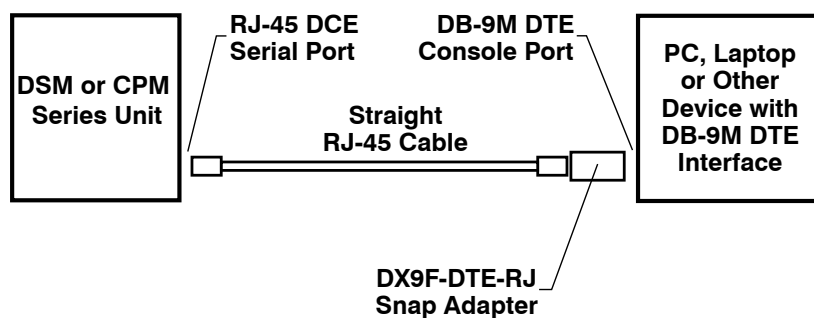 DSM or CPM
Series Unit
RJ-45 DCE
Serial Port
DB-9M DTE
Console Port
PC, Laptop
or Other
Device with
DB-9M DTE
Interface
Straight
RJ-45 Cable
DX9F-DTE-RJ
Snap Adapter